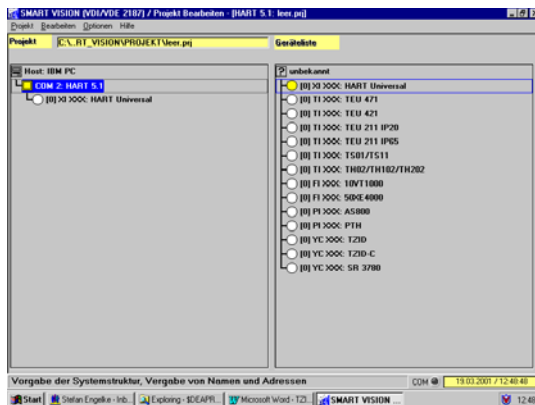 SMART VISION (VDI/VDE 2187) / Projekt Bearbeiten - [HART 5.1: leer.prj]
Projekt Bearbeiten Optionen Hilfe
Projekt C:\..RT_VISION\PROJEKT\leer.prj Geräteliste
Host: IBM PC
COM 2: HART 5.1
[0] XI XXX: HART Universal
? unbekannt
[0] XI XXX: HART Universal
[0] TI XXX: TEU 471
[0] TI XXX: TEU 421
[0] TI XXX: TEU 211 IP20
[0] TI XXX: TEU 211 IP65
[0] TI XXX: TS01/TS11
[0] TI XXX: TH02/TH102/TH202
[0] FI XXX: 10VT1000
[0] FI XXX: 50XE4000
[0] PI XXX: AS800
[0] PI XXX: PTH
[0] YC XXX: TZID
[0] YC XXX: TZID-C
[0] YC XXX: SR 3780
Vorgabe der Systemstruktur, Vergabe von Namen und Adressen COM 19.03.2001 / 12:48:48
Start Stefan Engelke - Inb... Exploring - $DEAPR... Microsoft Word - TZI... SMART VISION ... 12:48